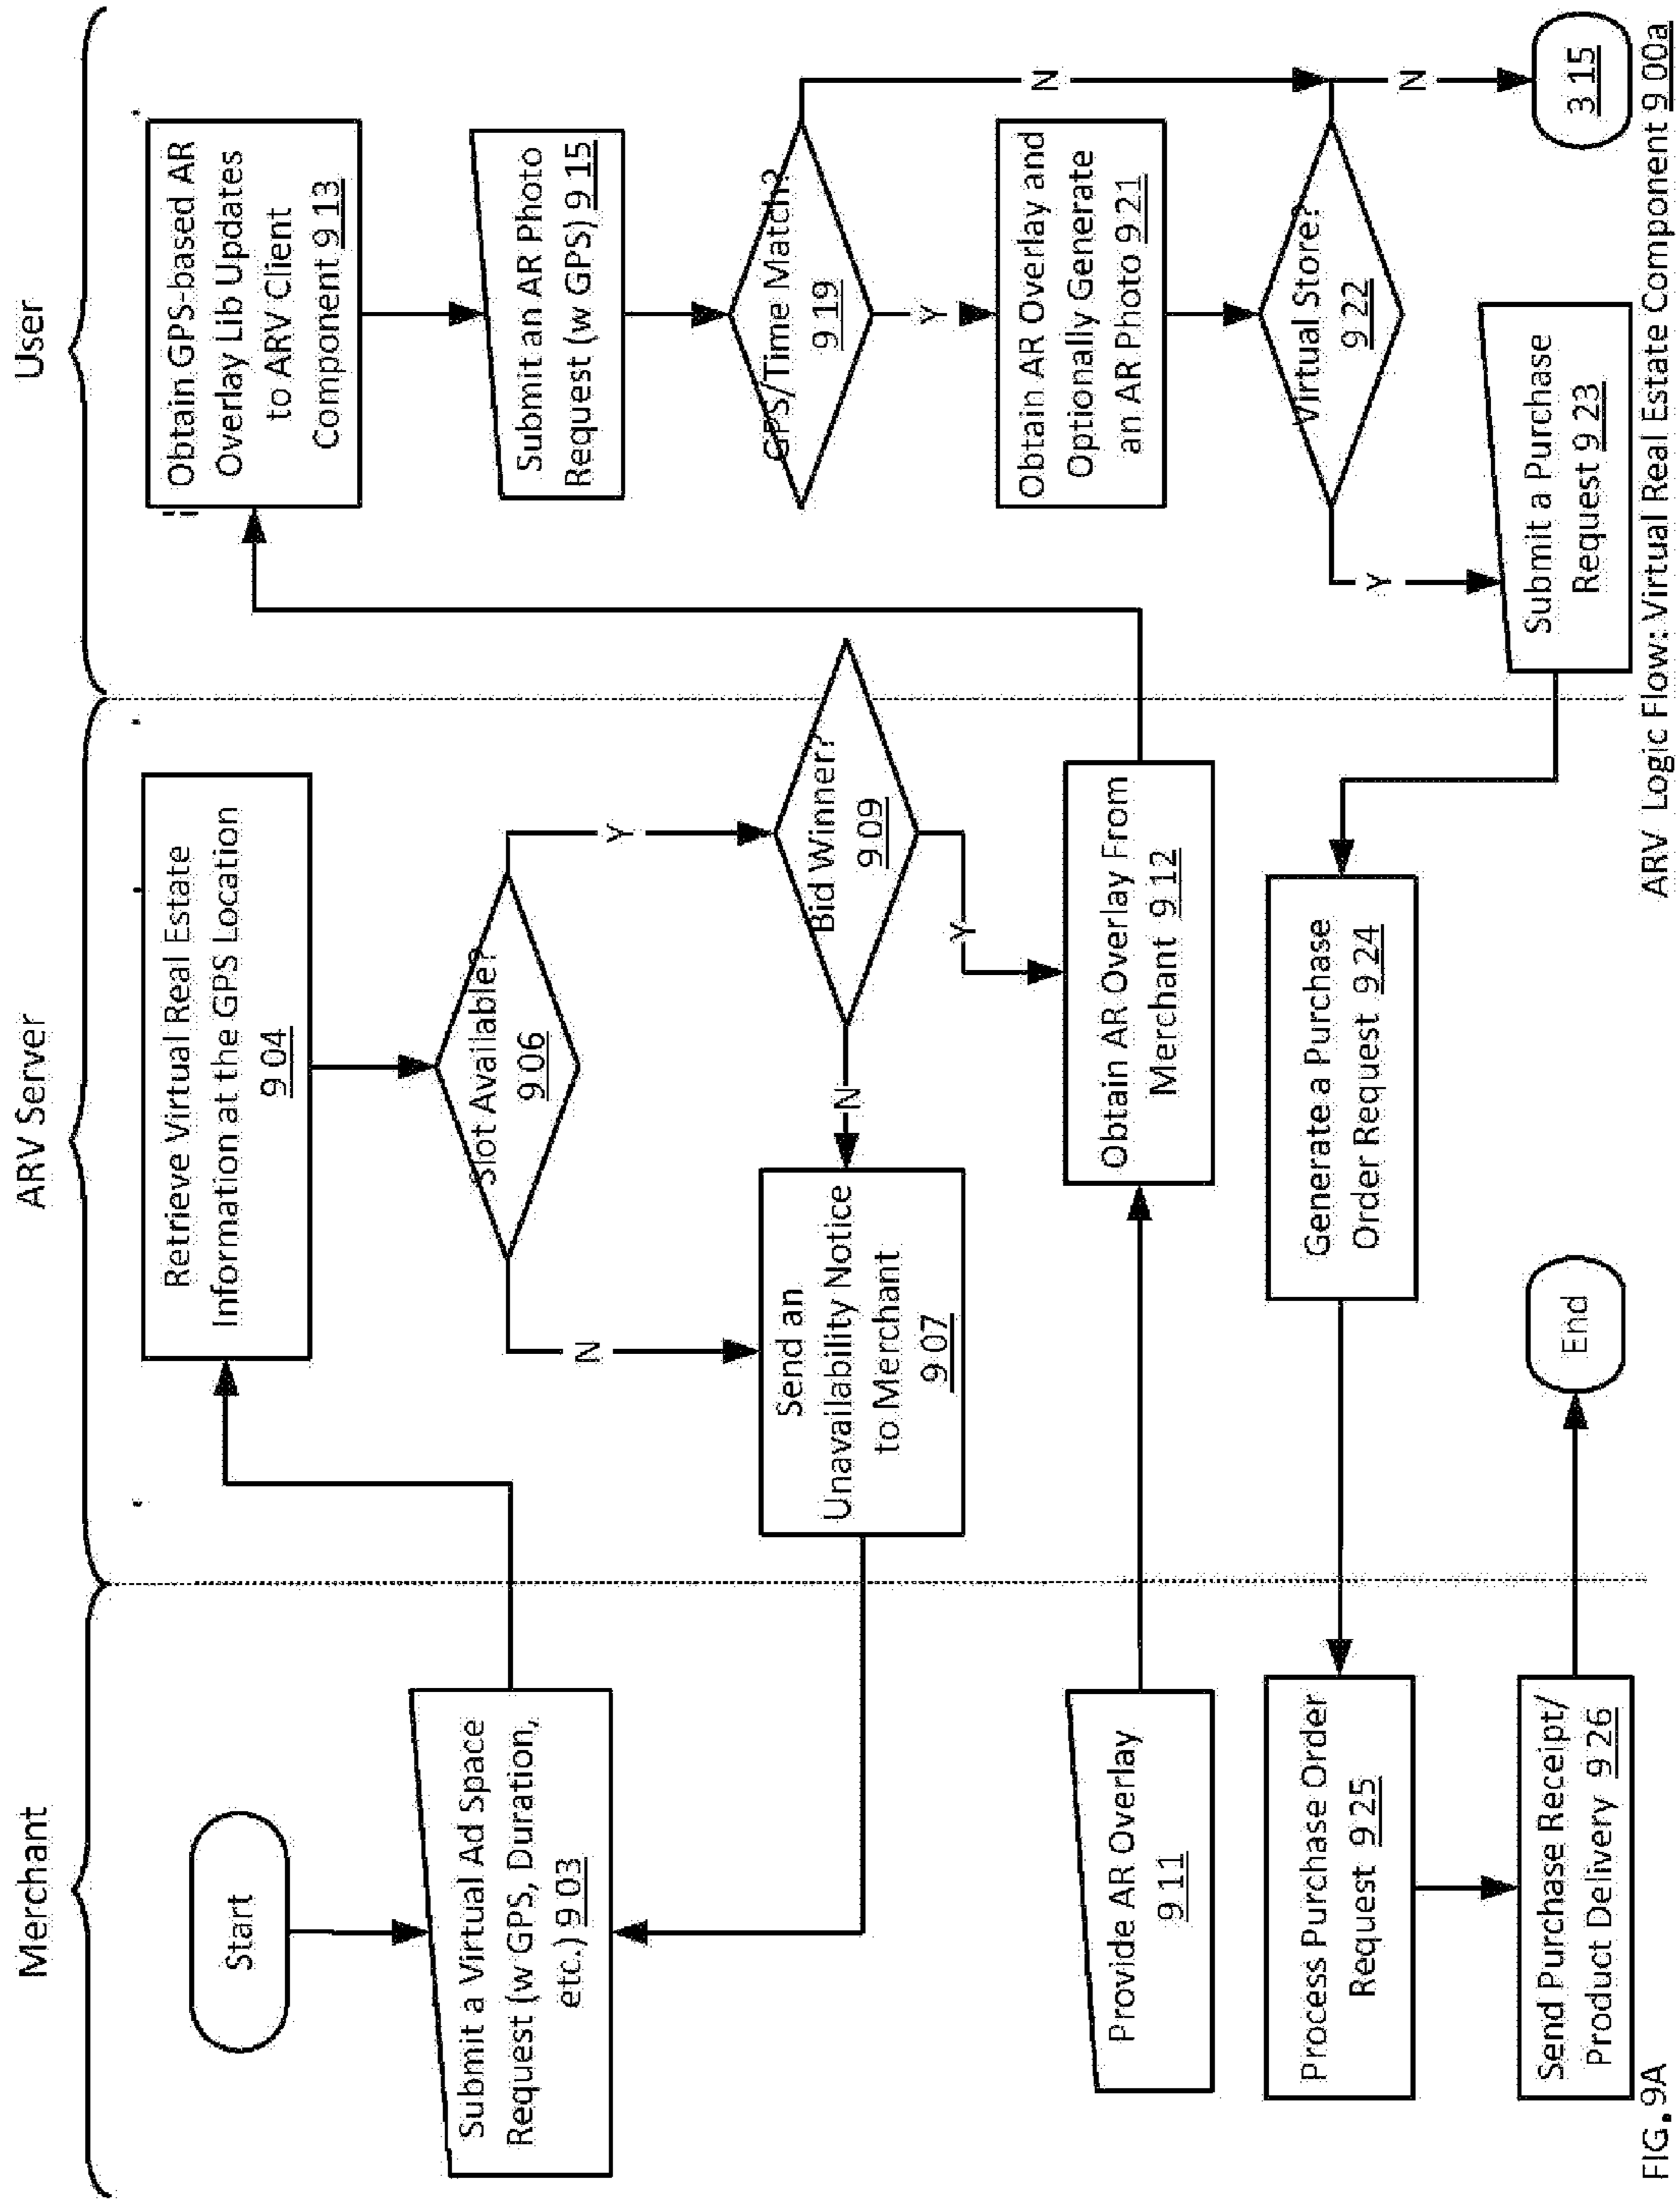 Merchant
ARV Server
User
Start
Submit a Virtual Ad Space
Request (w GPS, Duration,
etc.) 9 03
Retrieve Virtual Real Estate
Information at the GPS Location
9 04
Slot Available?
9 06
N
Y
Send an
Unavailability Notice
to Merchant
9 07
N
Bid Winner?
9 09
Y
Provide AR Overlay
9 11
Obtain AR Overlay From
Merchant 9 12
Obtain GPS-based AR
Overlay Lib Updates
to ARV Client
Component 9 13
Submit an AR Photo
Request (w GPS) 9 15
GPS/Time Match?
9 19
N
Y
Obtain AR Overlay and
Optionally Generate
an AR Photo 9 21
Virtual Store?
9 22
Y
N
3 15
Submit a Purchase
Request 9 23
Generate a Purchase
Order Request 9 24
Process Purchase Order
Request 9 25
Send Purchase Receipt/
Product Delivery 9 26
End
FIG. 9A
ARV Logic Flow: Virtual Real Estate Component 9 00a